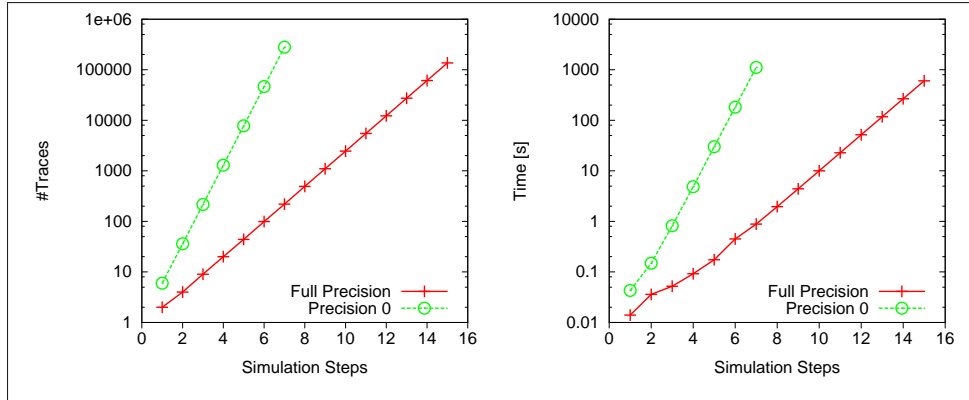 1e+06
100000
10000
1000
100
10
1
0 2 4 6 8 10 12 14 16
#Traces
Simulation Steps
Full Precision
Precision 0
10000
1000
100
10
1
0.1
0.01
0 2 4 6 8 10 12 14 16
Time [s]
Simulation Steps
Full Precision
Precision 0